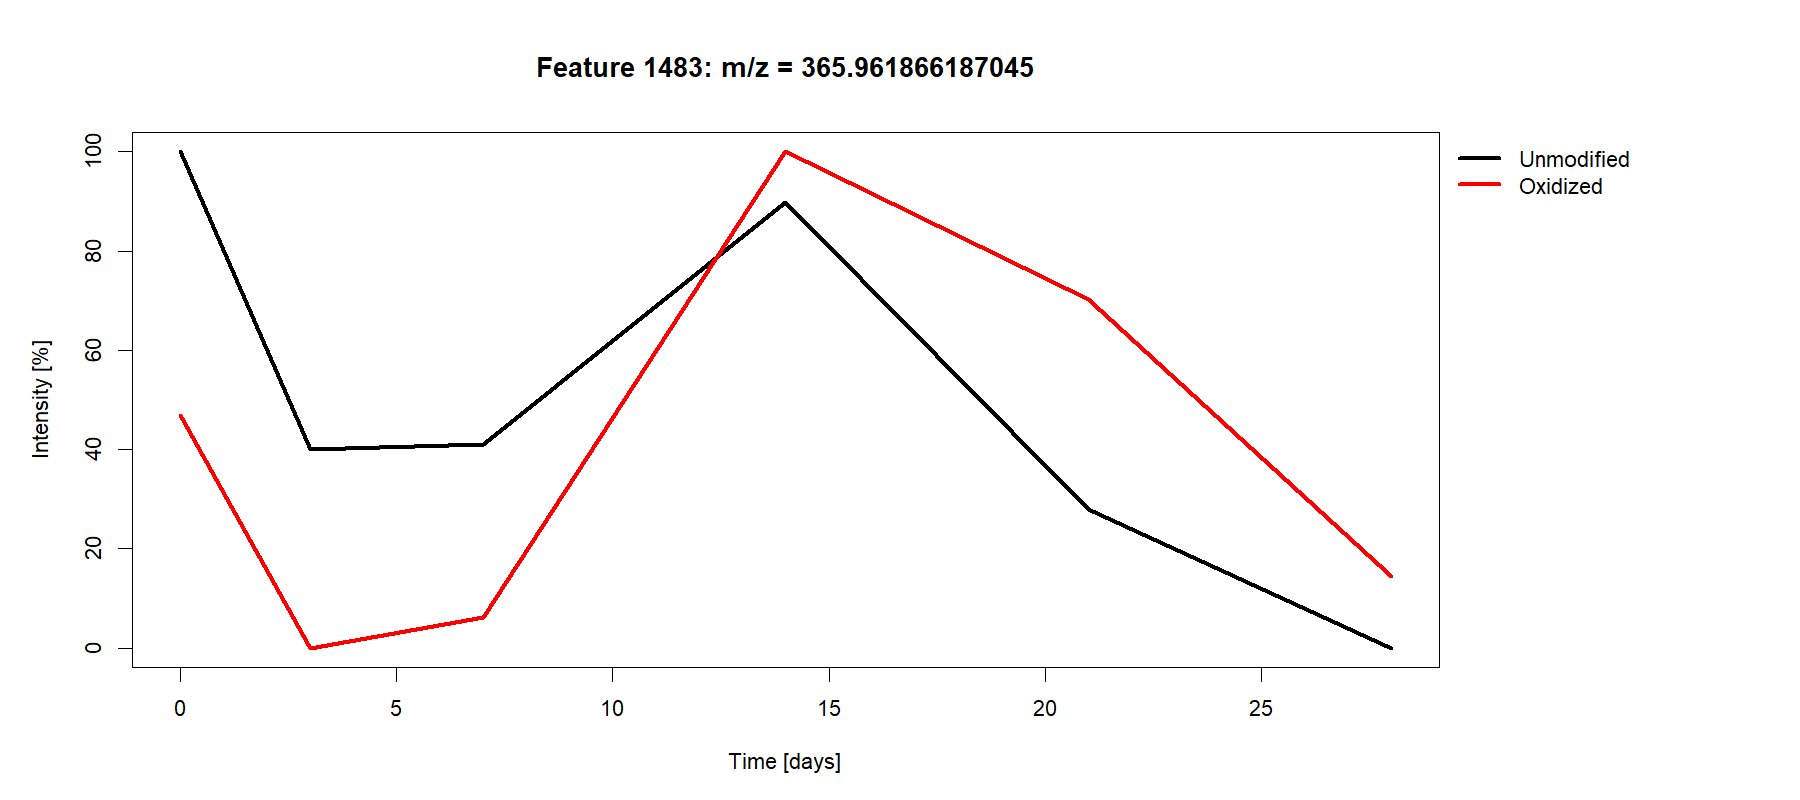 Feature 1483: m/z = 365.961866187045
Unmodified
Oxidized
Intensity [%]
100
80
60
40
20
0
0 5 10 15 20 25
Time [days]